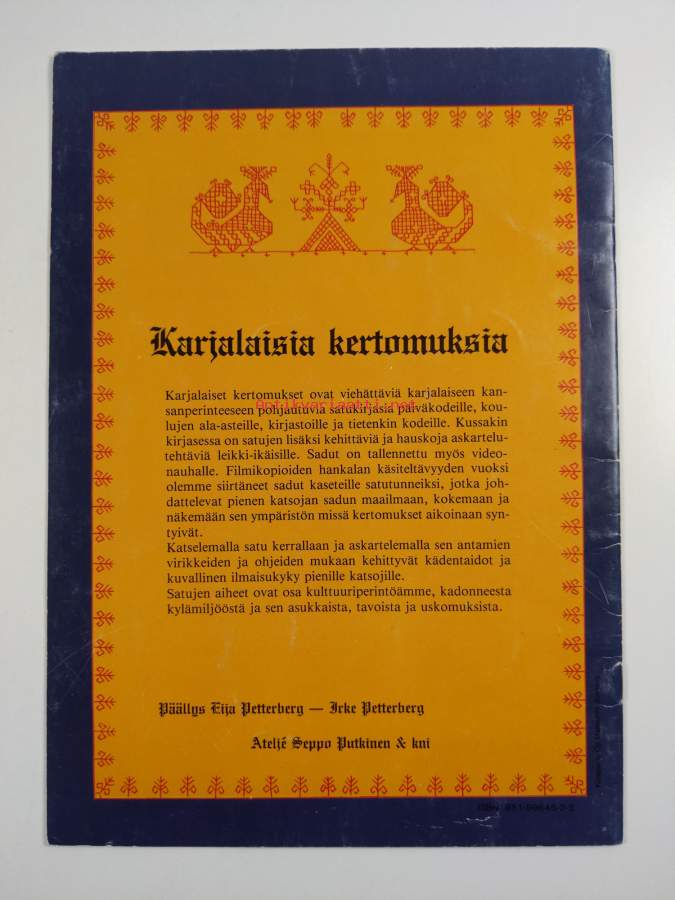 Karjalaisia kertomuksia
Karjalaiset kertomukset ovat viehättäviä karjalaiseen kan-
sanperinteeseen pohjautuvia satukirjasia päiväkodeille, kou-
Antikvariaatti.net
lujen ala-asteille, kirjastoille ja tietenkin kodeille. Kussakin
kirjasessa on satujen lisäksi kehittäviä ja hauskoja askartelu-
tehtäviä leikki-ikäisille. Sadut on tallennettu myös video-
nauhalle. Filmikopioiden hankalan käsiteltävyyden vuoksi
olemme siirtäneet sadut kaseteille satutunneiksi, jotka joh-
dattelevat pienen katsojan sadun maailmaan, kokemaan ja
näkemään sen ympäristön missä kertomukset aikoinaan syn-
tyivät.
Katselemalla satu kerrallaan ja askartelemalla sen antamien
virikkeiden ja ohjeiden mukaan kehittyvät kädentaidot ja
kuvallinen ilmaisukyky pienille katsojille.
Satujen aiheet ovat osa kulttuuriperintöämme, kadonneesta
kylämiljööstä ja sen asukkaista, tavoista ja uskomuksista.
Päällys Eija Petterberg — Irke Petterberg
Ateljé Seppo Putkinen & kni
ISBN